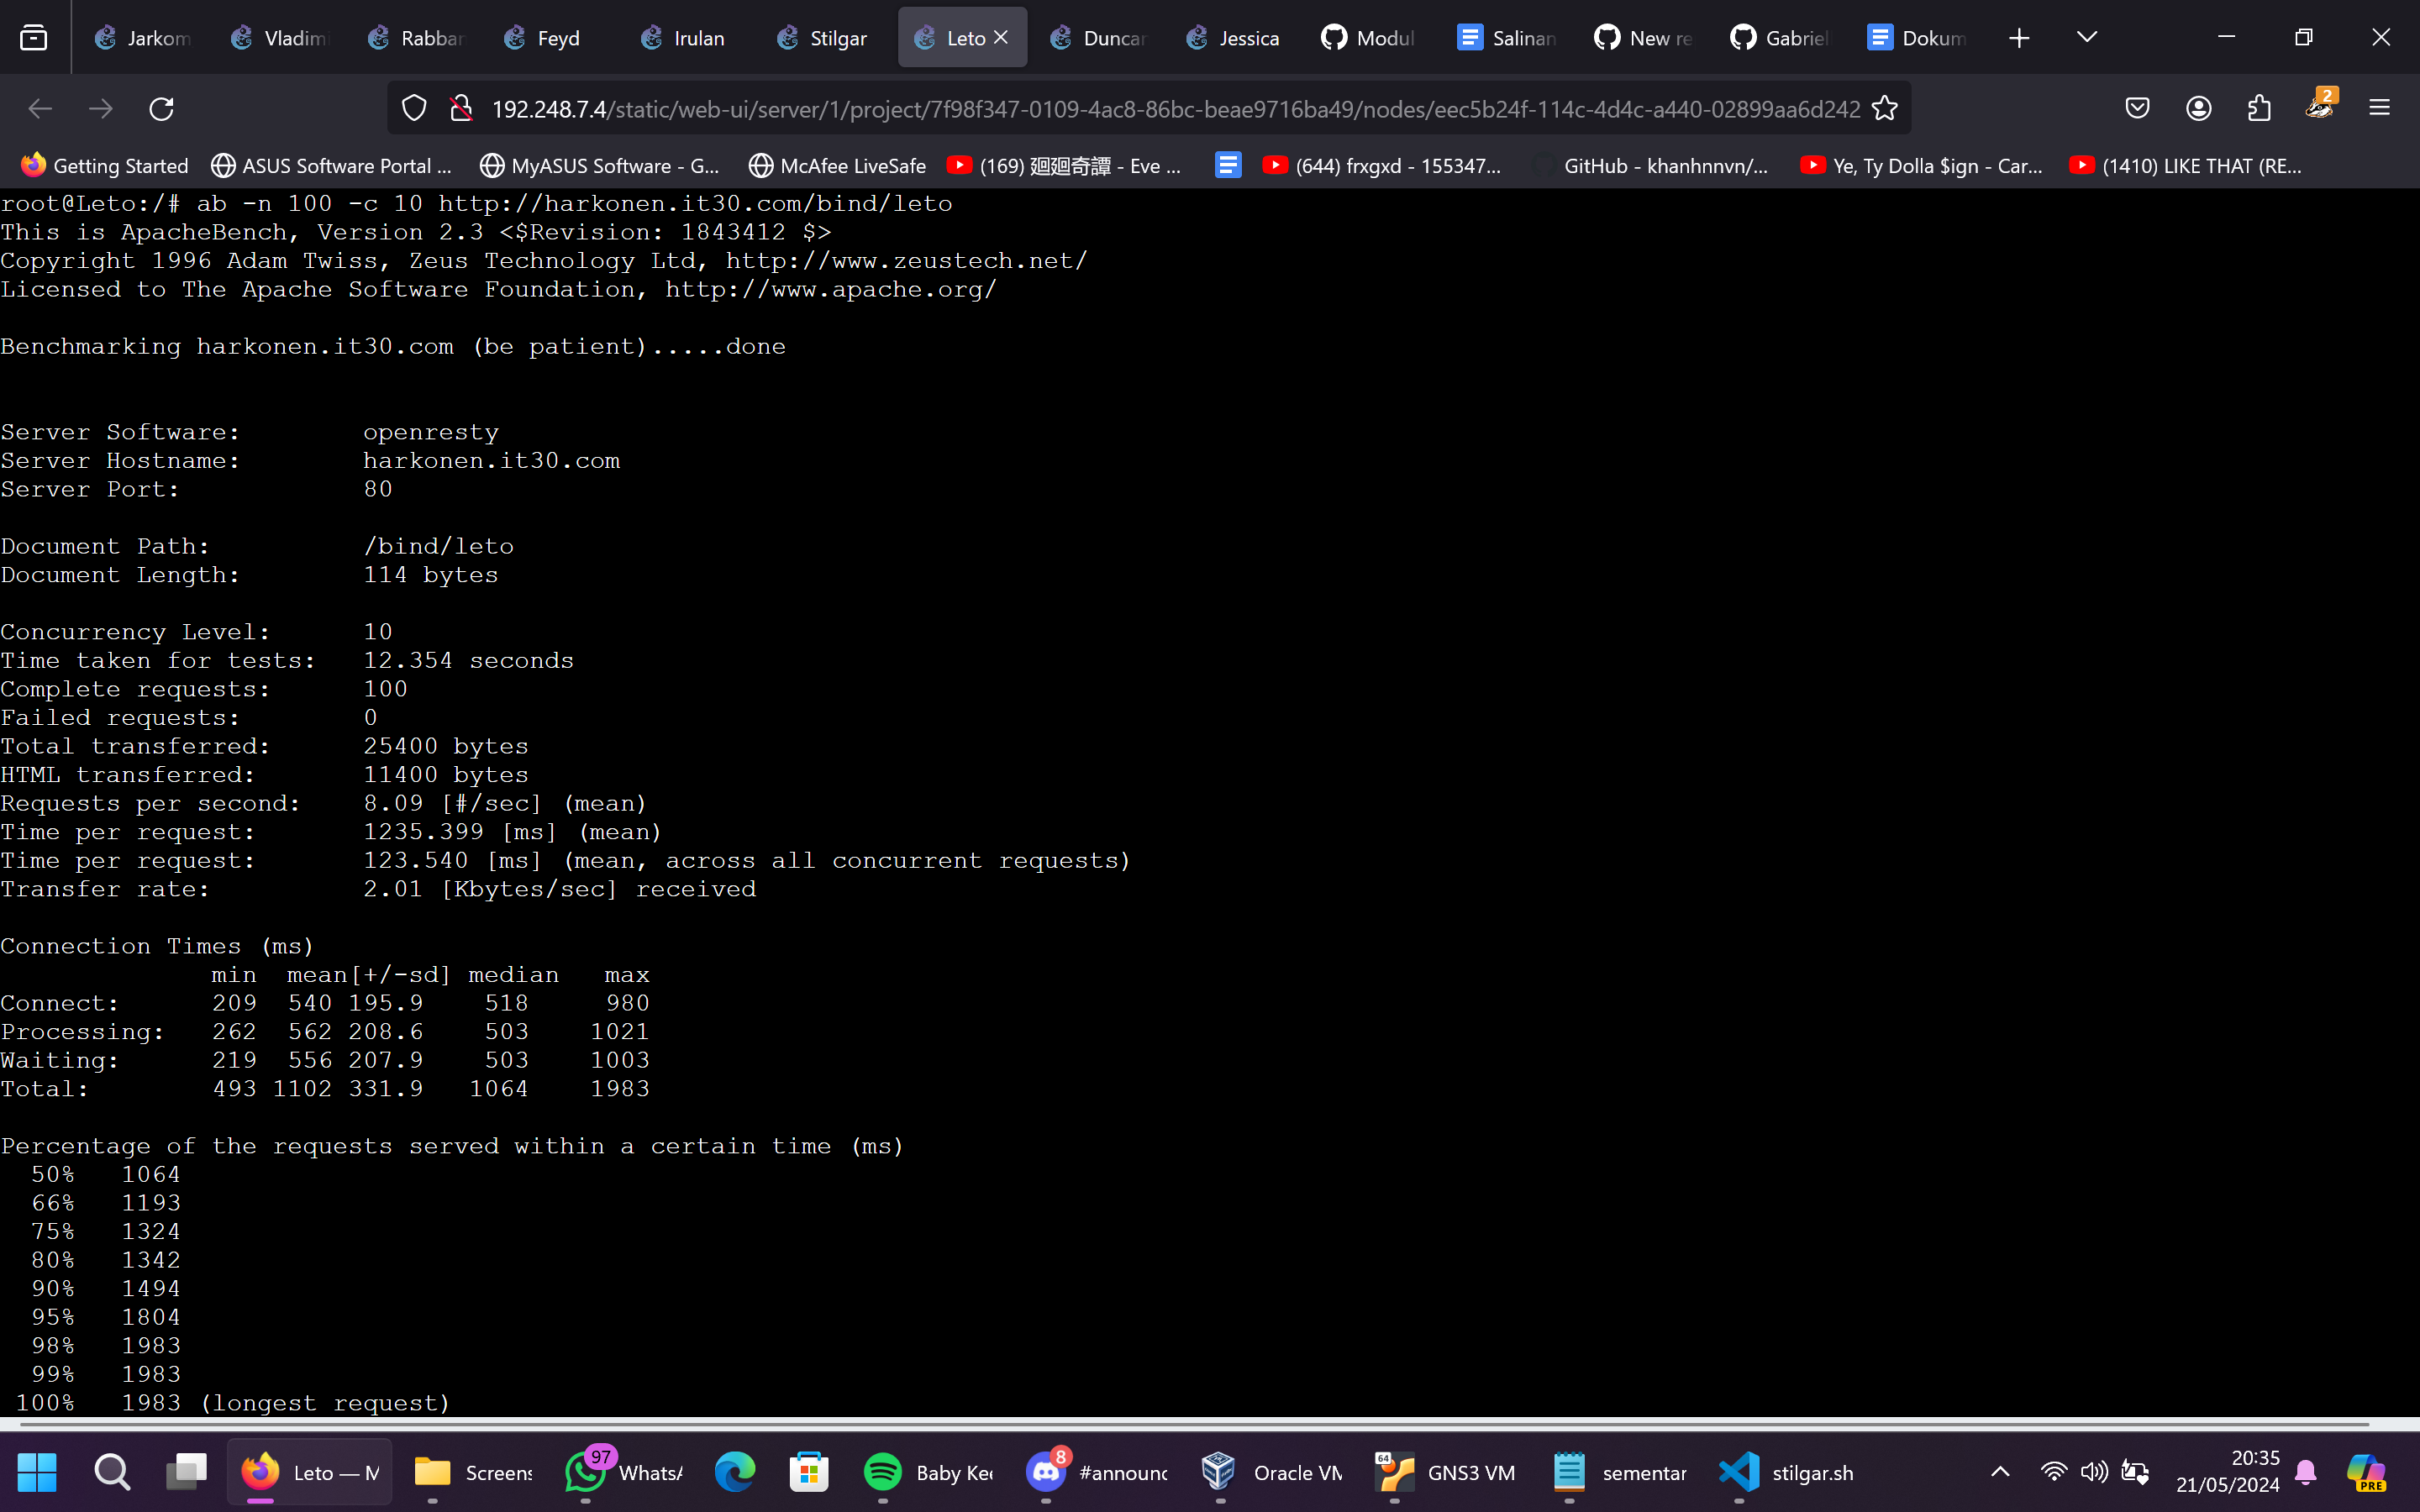 Jarkom Vladimi Rabban Feyd Irulan Stilgar Leto Duncan Jessica Modul Salinan New re Gabriel Dokum
192.248.7.4/static/web-ui/server/1/project/7f98f347-0109-4ac8-86bc-beae9716ba49/nodes/eec5b24f-114c-4d4c-a440-02899aa6d242 2
Getting Started ASUS Software Portal ... MyASUS Software - G... McAfee LiveSafe (169) 廻廻奇譚 - Eve ... (644) frxgxd - 155347... GitHub - khanhnnvn/... Ye, Ty Dolla $ign - Car... (1410) LIKE THAT (RE...
root@Leto:/# ab -n 100 -c 10 http://harkonen.it30.com/bind/leto
This is ApacheBench, Version 2.3 <$Revision: 1843412 $>
Copyright 1996 Adam Twiss, Zeus Technology Ltd, http://www.zeustech.net/
Licensed to The Apache Software Foundation, http://www.apache.org/
Benchmarking harkonen.it30.com (be patient).....done
Server Software: openresty
Server Hostname: harkonen.it30.com
Server Port: 80
Document Path: /bind/leto
Document Length: 114 bytes
Concurrency Level: 10
Time taken for tests: 12.354 seconds
Complete requests: 100
Failed requests: 0
Total transferred: 25400 bytes
HTML transferred: 11400 bytes
Requests per second: 8.09 [#/sec] (mean)
Time per request: 1235.399 [ms] (mean)
Time per request: 123.540 [ms] (mean, across all concurrent requests)
Transfer rate: 2.01 [Kbytes/sec] received
Connection Times (ms)
min mean[+/-sd] median max
Connect: 209 540 195.9 518 980
Processing: 262 562 208.6 503 1021
Waiting: 219 556 207.9 503 1003
Total: 493 1102 331.9 1064 1983
Percentage of the requests served within a certain time (ms)
50% 1064
66% 1193
75% 1324
80% 1342
90% 1494
95% 1804
98% 1983
99% 1983
100% 1983 (longest request)
Leto — M Screens 97 WhatsA Baby Kee 8 #announc Oracle VM 64 GNS3 VM sementar stilgar.sh 20:35 PRE
21/05/2024